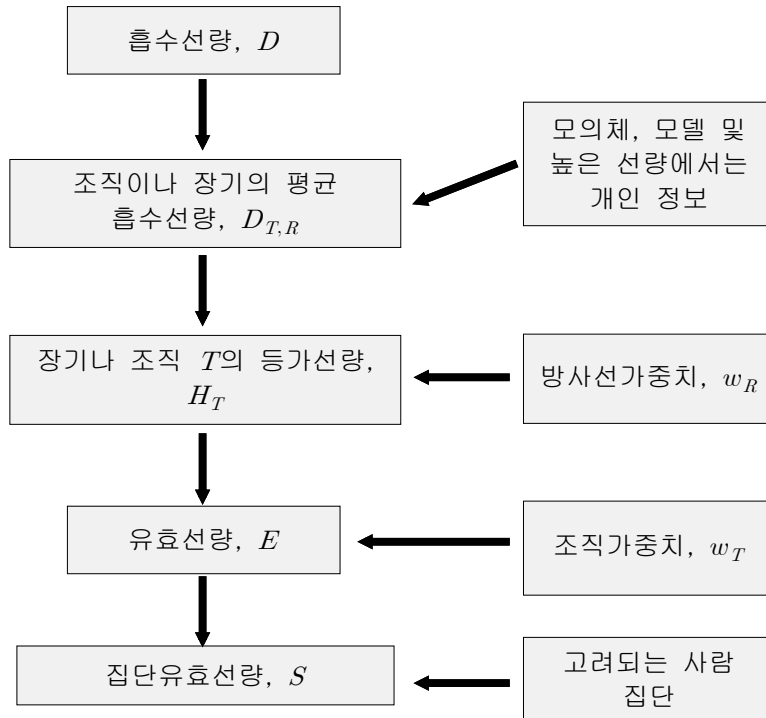 흡수선량, D
모의체, 모델 및
높은 선량에서는
개인 정보
조직이나 장기의 평균
흡수선량, D_{T,R}
장기나 조직 T의 등가선량,
H_T
방사선가중치, w_R
유효선량, E
조직가중치, w_T
집단유효선량, S
고려되는 사람
집단